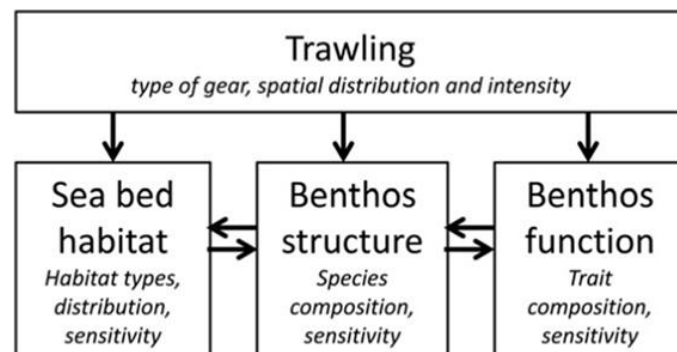 Trawling
type of gear, spatial distribution and intensity
Sea bed
habitat
Habitat types,
distribution,
sensitivity
Benthos
structure
Species
composition,
sensitivity
Benthos
function
Trait
composition,
sensitivity